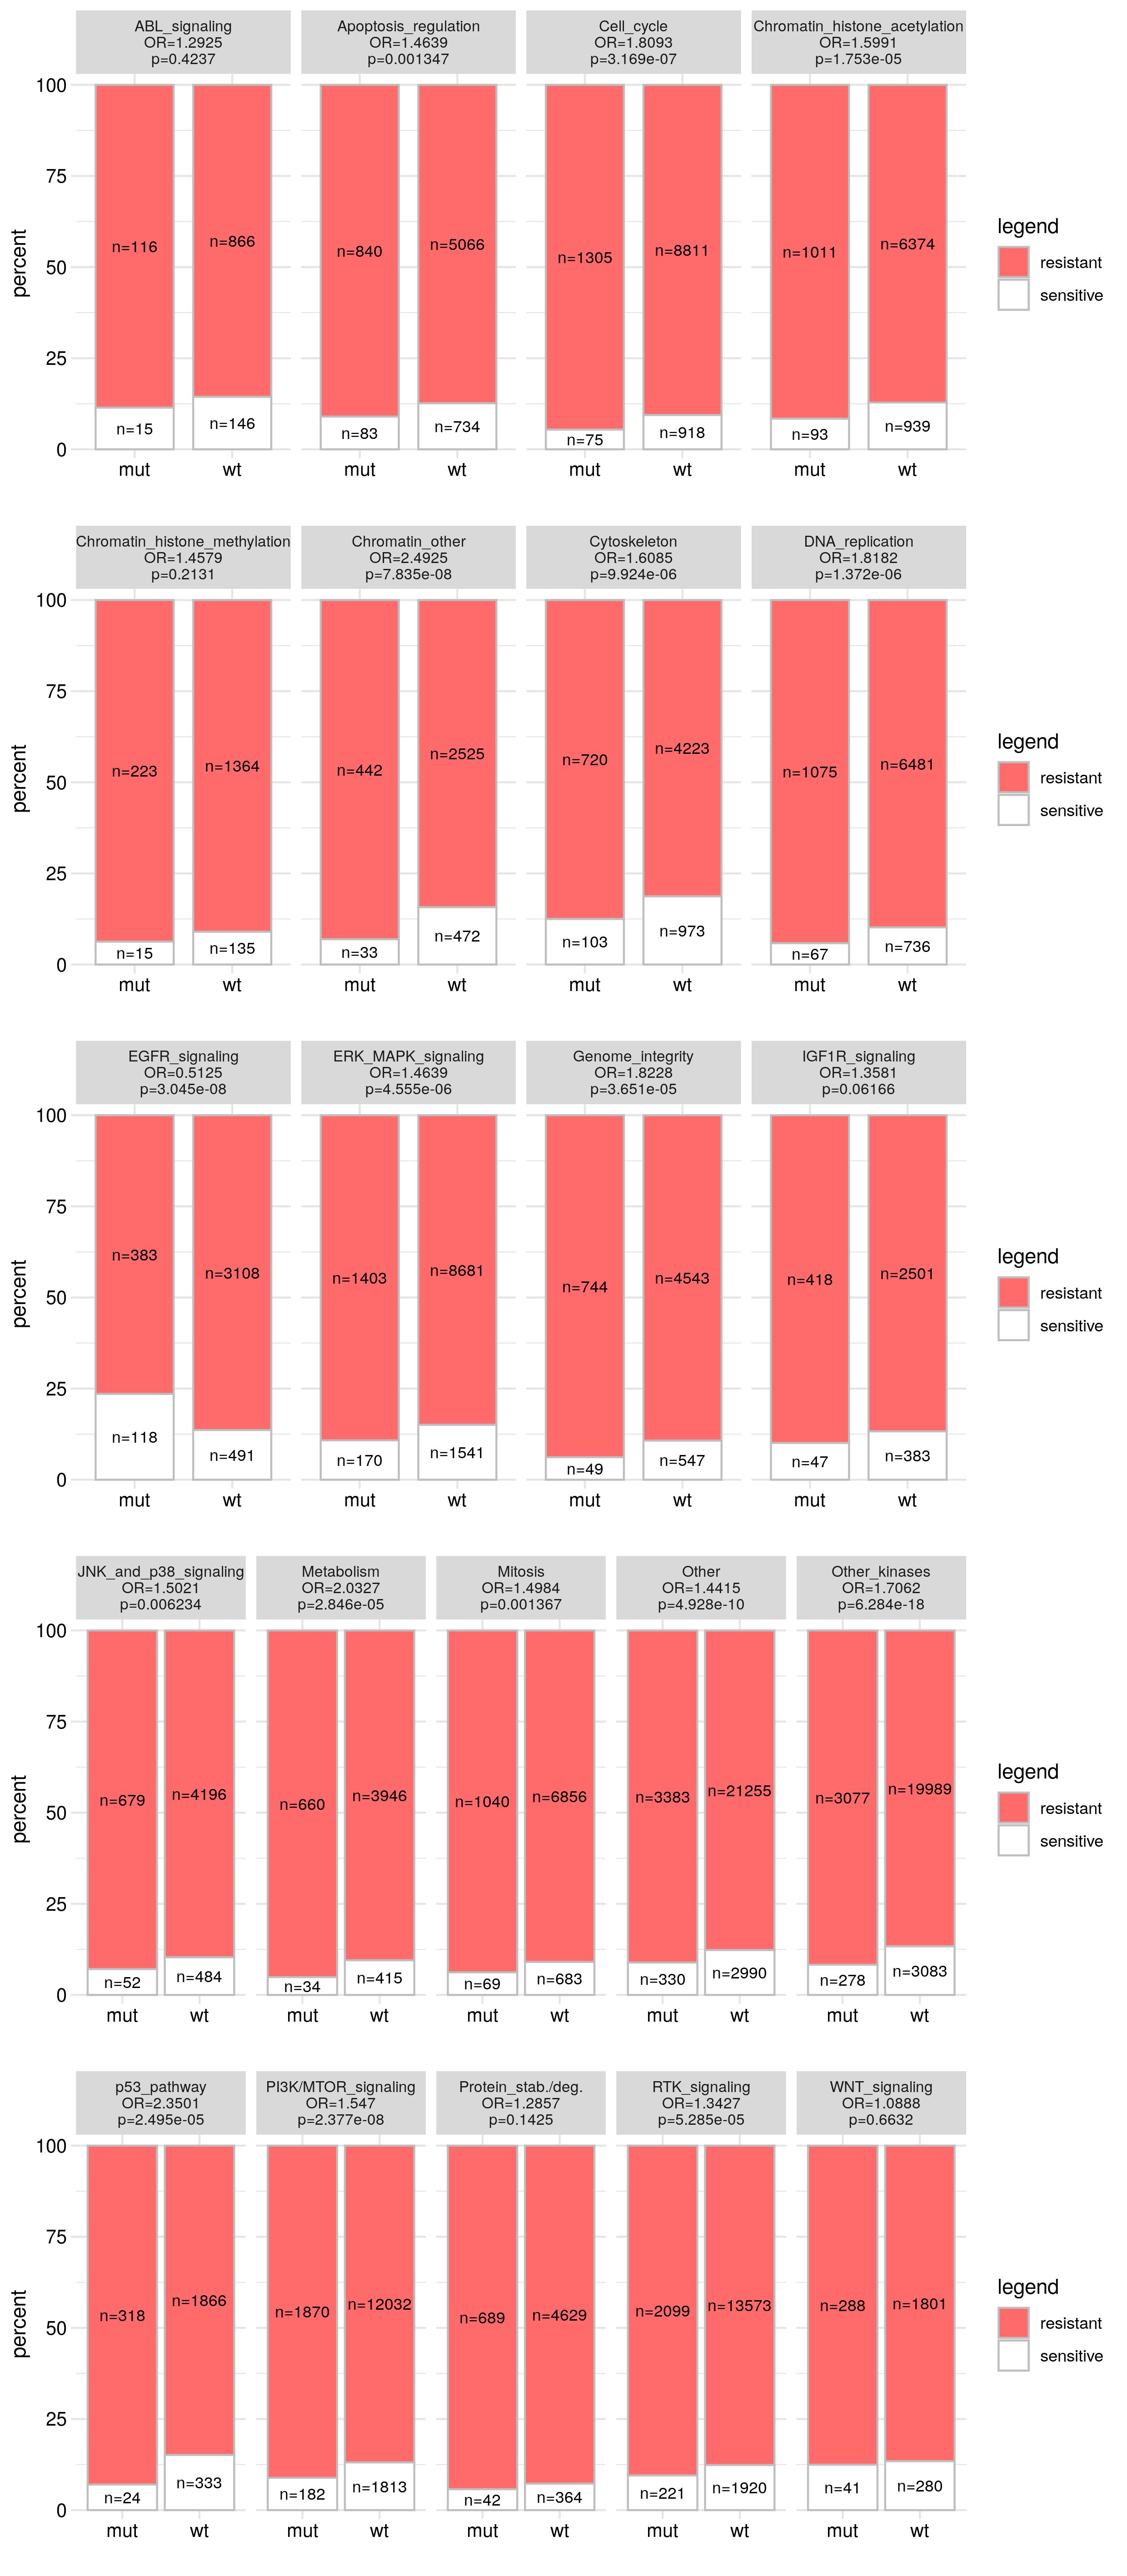 ABL_signaling
OR=1.2925
p=0.4237
Apoptosis_regulation
OR=1.4639
p=0.001347
Cell_cycle
OR=1.8093
p=3.169e-07
Chromatin_histone_acetylation
OR=1.5991
p=1.753e-05
percent
100
75
50
25
0
n=116
n=866
n=840
n=5066
n=1305
n=8811
n=1011
n=6374
n=15
n=146
n=83
n=734
n=75
n=918
n=93
n=939
mut
wt
mut
wt
mut
wt
mut
wt
legend
resistant
sensitive
Chromatin_histone_methylation
OR=1.4579
p=0.2131
Chromatin_other
OR=2.4925
p=7.835e-08
Cytoskeleton
OR=1.6085
p=9.924e-06
DNA_replication
OR=1.8182
p=1.372e-06
percent
100
75
50
25
0
n=223
n=1364
n=442
n=2525
n=720
n=4223
n=1075
n=6481
n=15
n=135
n=33
n=472
n=103
n=973
n=67
n=736
mut
wt
mut
wt
mut
wt
mut
wt
legend
resistant
sensitive
EGFR_signaling
OR=0.5125
p=3.045e-08
ERK_MAPK_signaling
OR=1.4639
p=4.555e-06
Genome_integrity
OR=1.8228
p=3.651e-05
IGF1R_signaling
OR=1.3581
p=0.06166
percent
100
75
50
25
0
n=383
n=3108
n=1403
n=8681
n=744
n=4543
n=418
n=2501
n=118
n=491
n=170
n=1541
n=49
n=547
n=47
n=383
mut
wt
mut
wt
mut
wt
mut
wt
legend
resistant
sensitive
JNK_and_p38_signaling
OR=1.5021
p=0.006234
Metabolism
OR=2.0327
p=2.846e-05
Mitosis
OR=1.4984
p=0.001367
Other
OR=1.4415
p=4.928e-10
Other_kinases
OR=1.7062
p=6.284e-18
percent
100
75
50
25
0
n=679
n=4196
n=660
n=3946
n=1040
n=6856
n=3383
n=21255
n=3077
n=19989
n=52
n=484
n=34
n=415
n=69
n=683
n=330
n=2990
n=278
n=3083
mut
wt
mut
wt
mut
wt
mut
wt
mut
wt
legend
resistant
sensitive
p53_pathway
OR=2.3501
p=2.495e-05
PI3K/MTOR_signaling
OR=1.547
p=2.377e-08
Protein_stab./deg.
OR=1.2857
p=0.1425
RTK_signaling
OR=1.3427
p=5.285e-05
WNT_signaling
OR=1.0888
p=0.6632
percent
100
75
50
25
0
n=318
n=1866
n=1870
n=12032
n=689
n=4629
n=2099
n=13573
n=288
n=1801
n=24
n=333
n=182
n=1813
n=42
n=364
n=221
n=1920
n=41
n=280
mut
wt
mut
wt
mut
wt
mut
wt
mut
wt
legend
resistant
sensitive